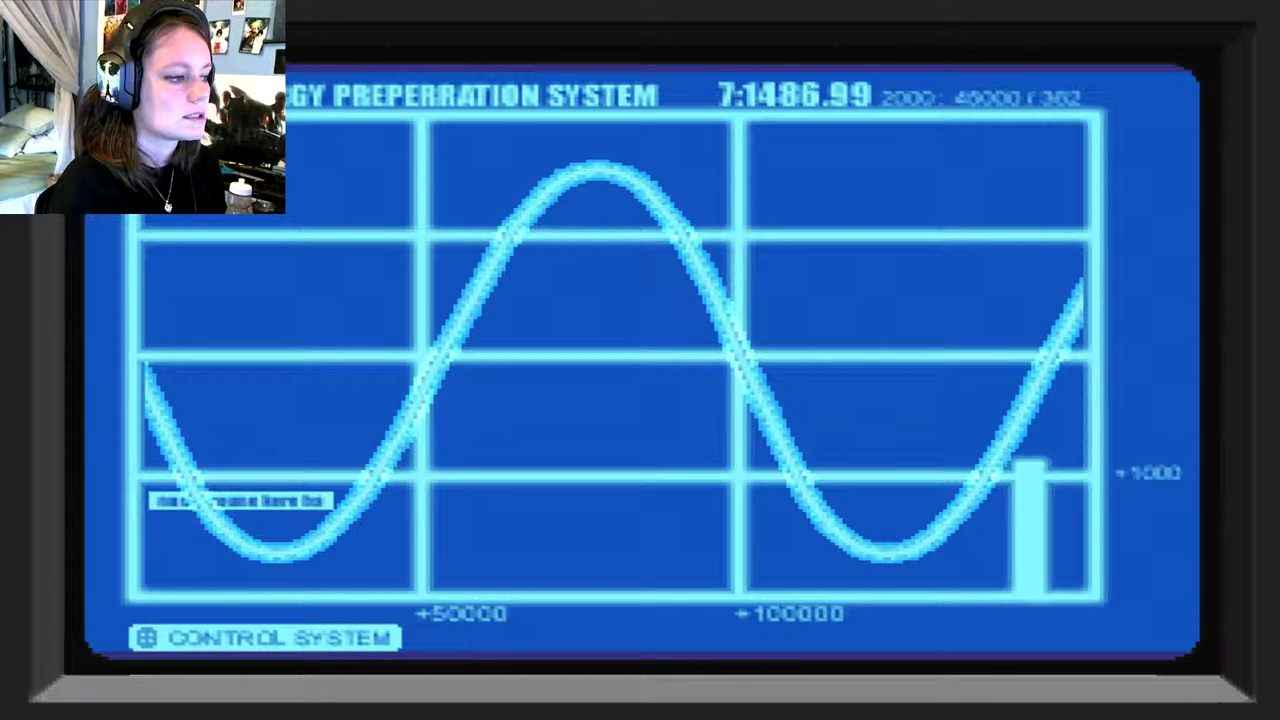 GY PREPERRATION SYSTEM 7:1486.99 2000: 45000 / 362
+1000
+50000 +100000
CONTROL SYSTEM